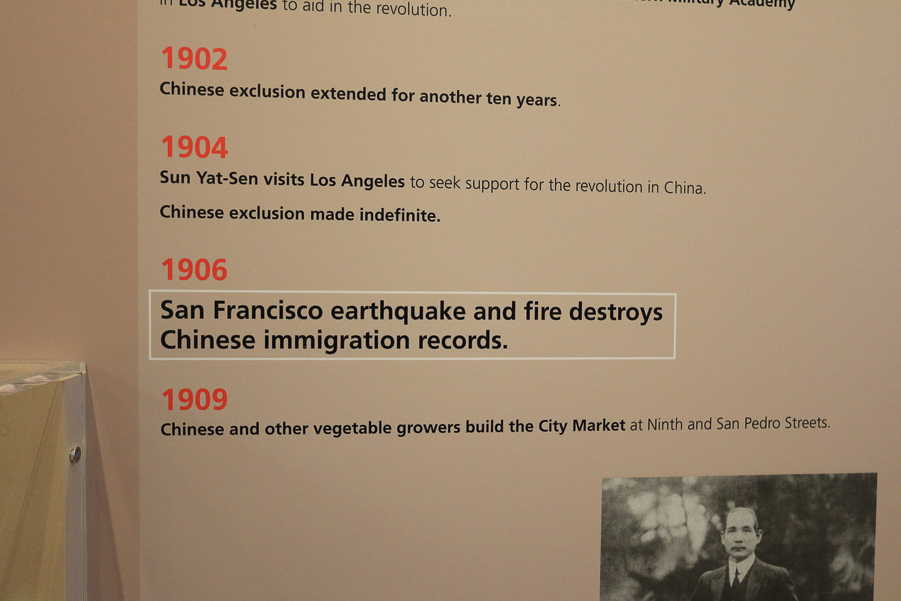 in Los Angeles to aid in the revolution.
Military Academy
1902
Chinese exclusion extended for another ten years.
1904
Sun Yat-Sen visits Los Angeles to seek support for the revolution in China.
Chinese exclusion made indefinite.
1906
San Francisco earthquake and fire destroys
Chinese immigration records.
1909
Chinese and other vegetable growers build the City Market at Ninth and San Pedro Streets.